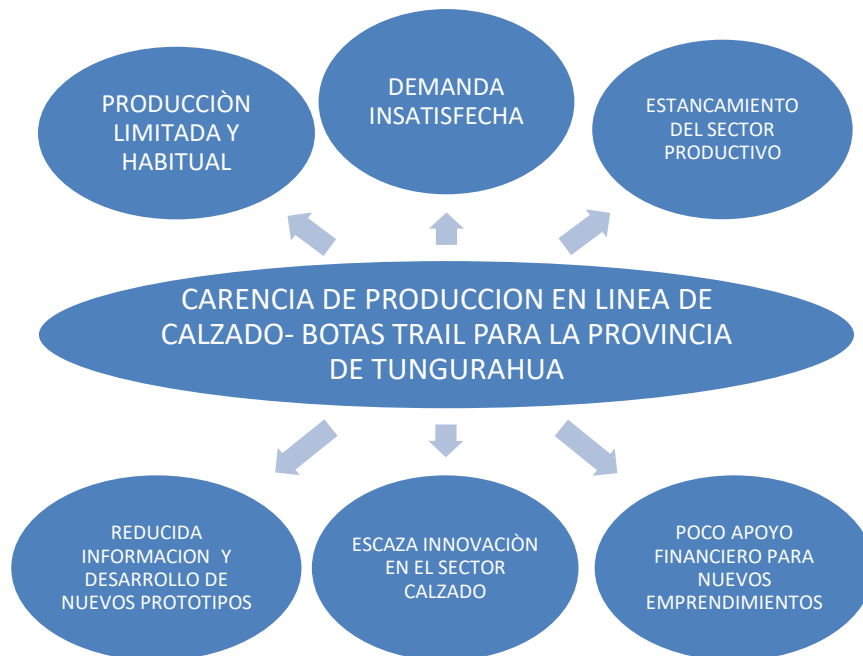 PRODUCCIÒN
LIMITADA Y
HABITUAL
DEMANDA
INSATISFECHA
ESTANCAMIENTO
DEL SECTOR
PRODUCTIVO
CARENCIA DE PRODUCCION EN LINEA DE
CALZADO- BOTAS TRAIL PARA LA PROVINCIA
DE TUNGURAHUA
REDUCIDA
INFORMACION Y
DESARROLLO DE
NUEVOS PROTOTIPOS
ESCAZA INNOVACIÒN
EN EL SECTOR
CALZADO
POCO APOYO
FINANCIERO PARA
NUEVOS
EMPRENDIMIENTOS